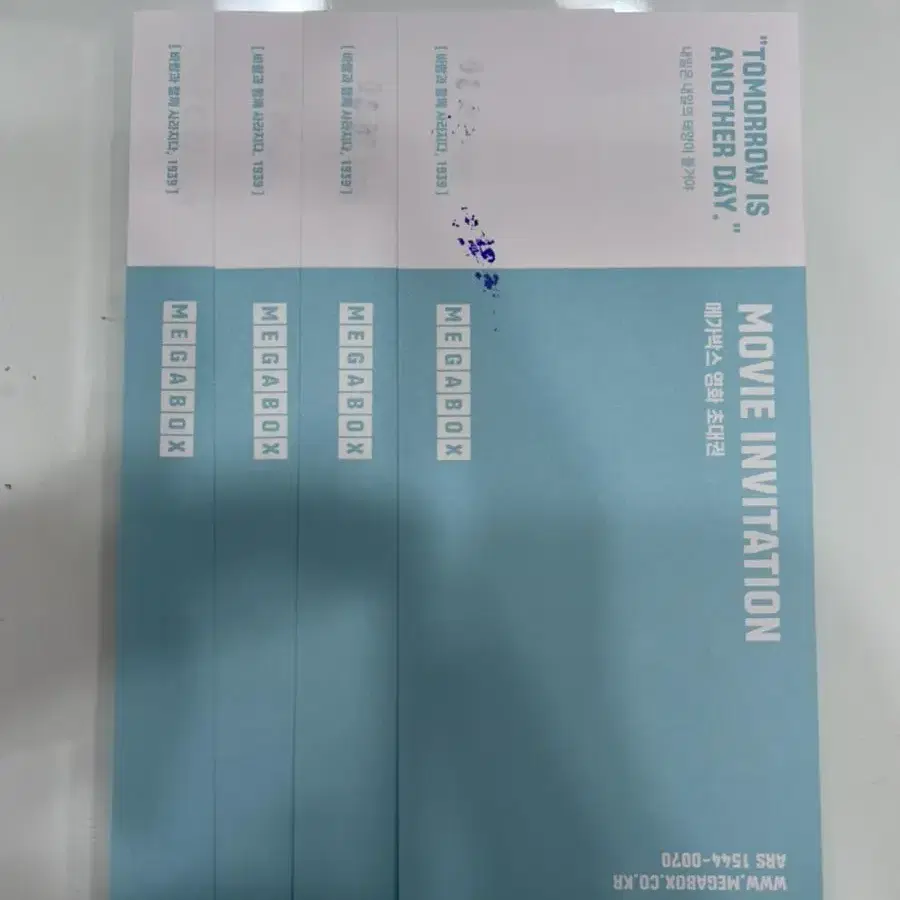 "TOMORROW IS
ANOTHER DAY."
내일은 내일의 태양이 뜰거야
[ 바람과 함께 사라지다, 1939 ]
[ 바람과 함께 사라지다, 1939 ]
[ 바람과 함께 사라지다, 1939 ]
[ 바람과 함께 사라지다, 1939 ]
MOVIE INVITATION
메가박스 영화 초대권
MEGABOX
MEGABOX
MEGABOX
MEGABOX
WWW.MEGABOX.CO.KR
ARS 1544-0070